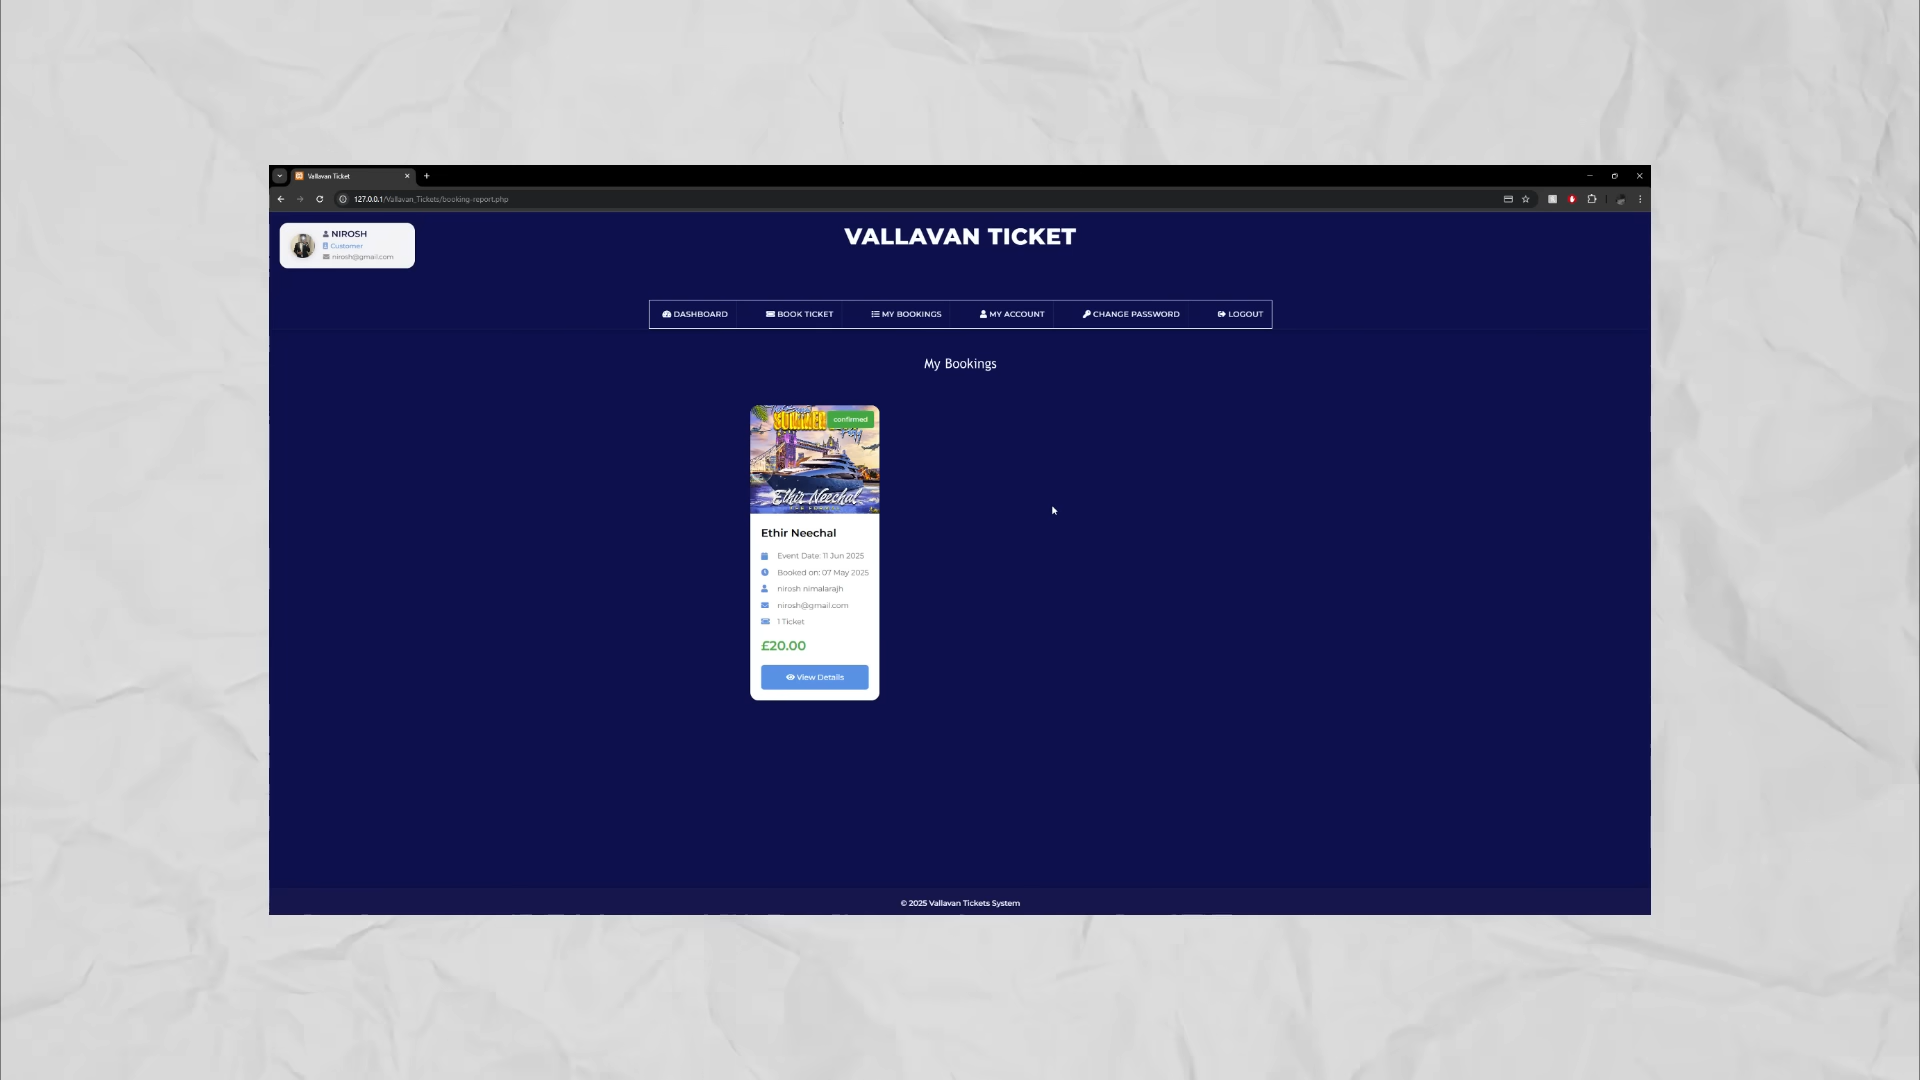 Vallavan Ticket
127.0.0.1/Vallavan_Tickets/booking-report.php
NIROSH
Customer
nirosh@gmail.com
VALLAVAN TICKET
DASHBOARD
BOOK TICKET
MY BOOKINGS
MY ACCOUNT
CHANGE PASSWORD
LOGOUT
My Bookings
SUMMER
confirmed
Ethir Neechal
Ethir Neechal
Event Date: 11 Jun 2025
Booked on: 07 May 2025
nirosh nimalarajh
nirosh@gmail.com
1 Ticket
£20.00
View Details
© 2025 Vallavan Tickets System